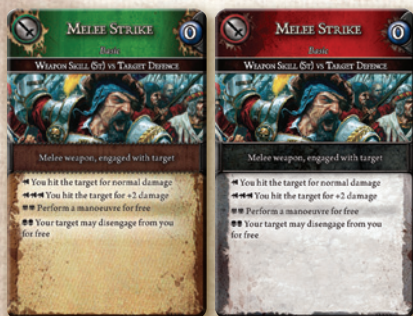 Melee Strike
0
Basic
Weapon Skill (St) vs Target Defence
Melee weapon, engaged with target
You hit the target for normal damage
You hit the target for +2 damage
Perform a manoeuvre for free
Your target may disengage from you
for free
Melee Strike
0
Basic
Weapon Skill (St) vs Target Defence
Melee weapon, engaged with target
You hit the target for normal damage
You hit the target for +2 damage
Perform a manoeuvre for free
Your target may disengage from you
for free